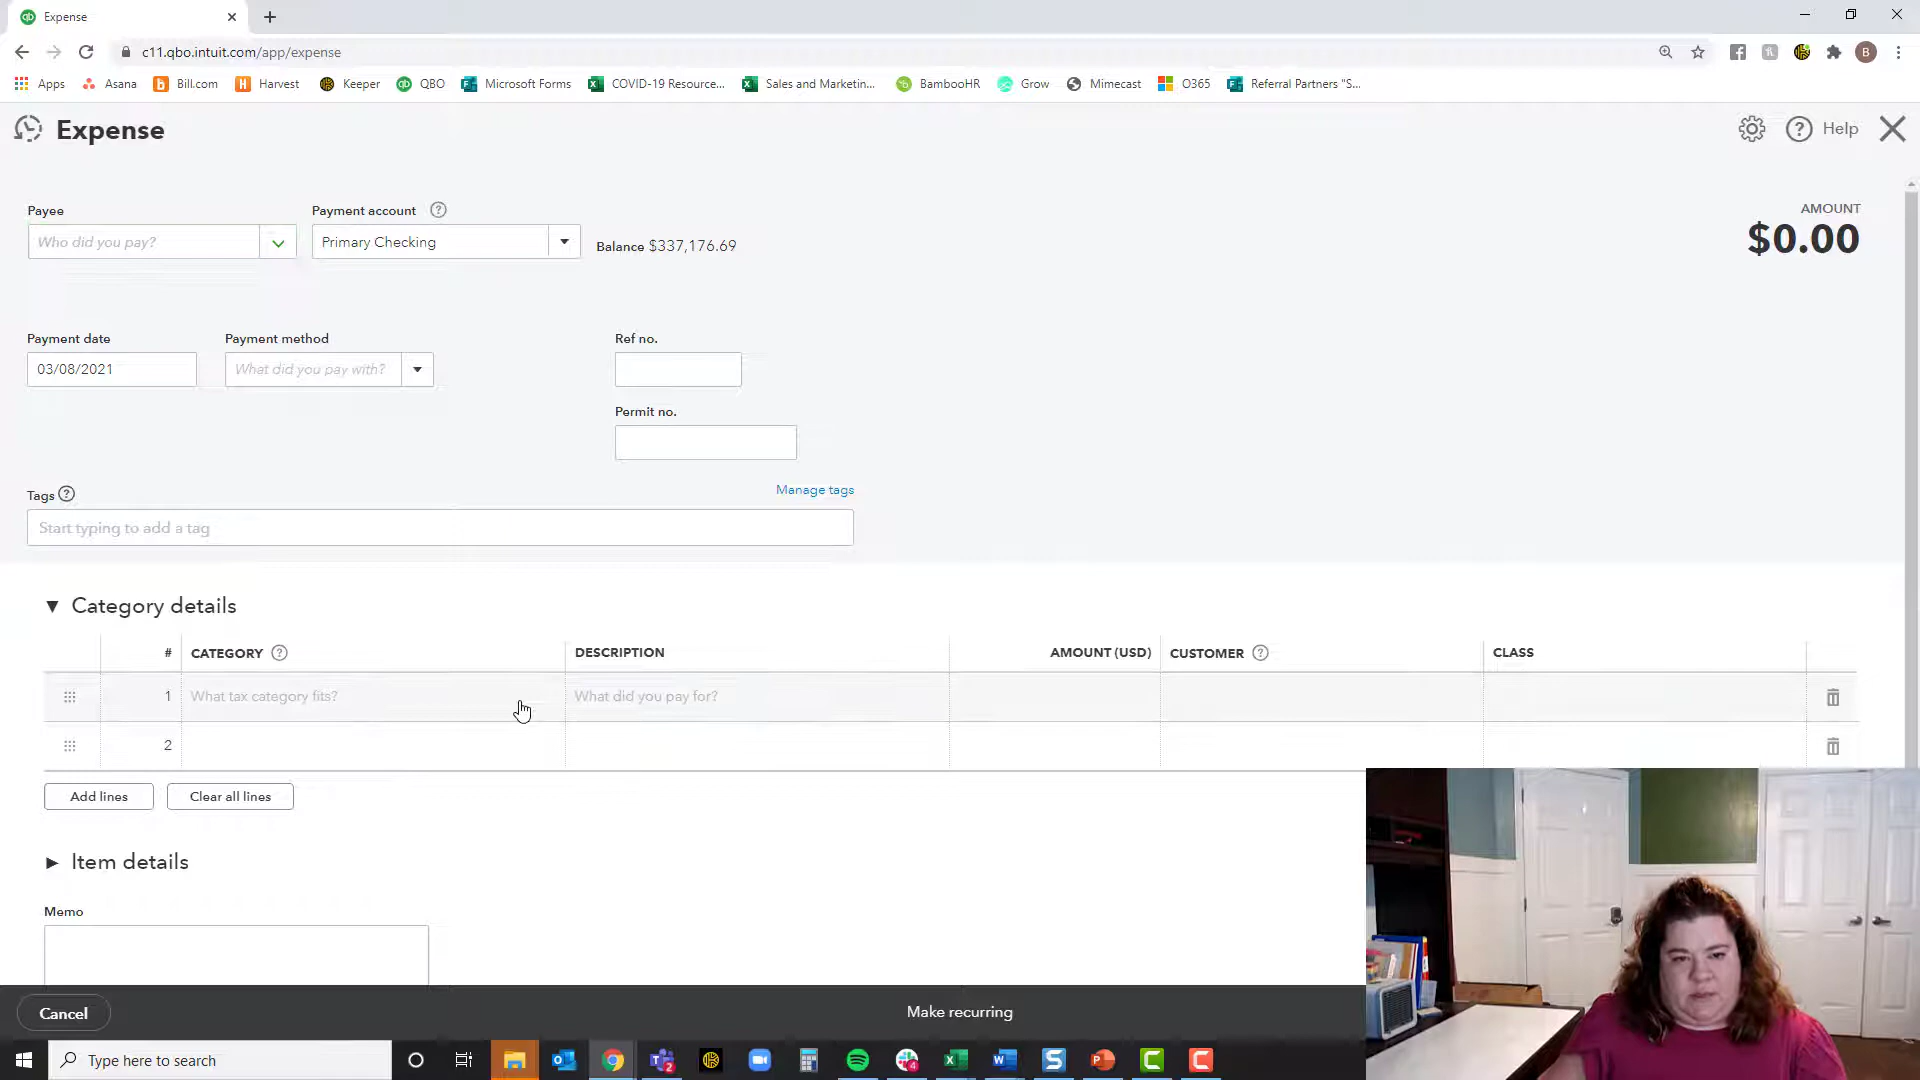 Expense
c11.qbo.intuit.com/app/expense
Apps Asana Bill.com Harvest Keeper QBO Microsoft Forms COVID-19 Resource... Sales and Marketin... BambooHR Grow Mimecast O365 Referral Partners "S...
Expense
Help
Payee
Payment account
AMOUNT
Who did you pay?
Primary Checking
Balance $337,176.69
$0.00
Payment date
Payment method
Ref no.
03/08/2021
What did you pay with?
Permit no.
Tags
Manage tags
Start typing to add a tag
Category details
# CATEGORY DESCRIPTION AMOUNT (USD) CUSTOMER CLASS
1 What tax category fits? What did you pay for?
2
Add lines Clear all lines
Item details
Memo
Cancel Make recurring
Type here to search